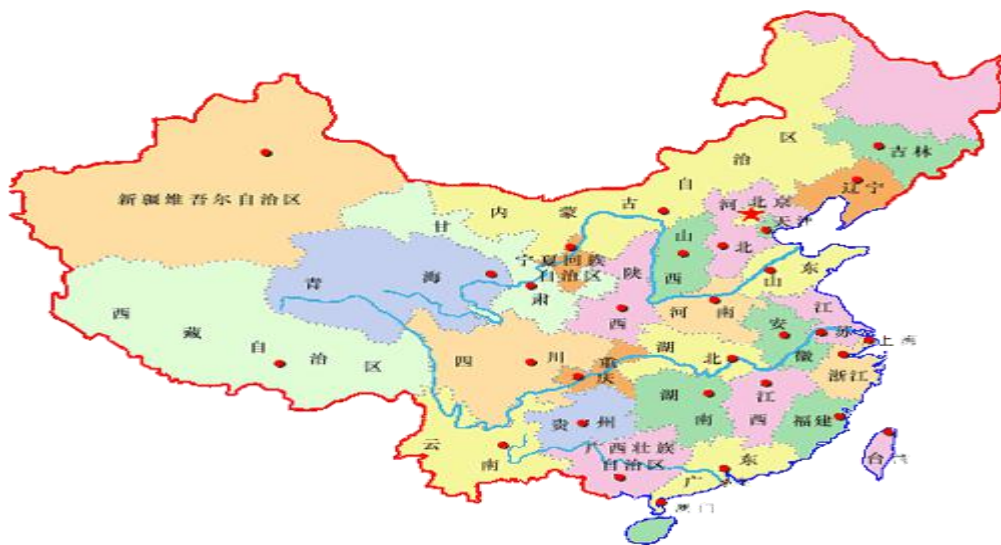 吉林
辽宁
内蒙古自治区
新疆维吾尔自治区
北京
天津
河北
甘肃
山西
宁夏回族
自治区
青海
陕西
山东
河南
江苏
西藏自治区
安徽
上海
四川
重庆
湖北
浙江
湖南
江西
福建
贵州
云南
广西壮族
自治区
广东
台
门